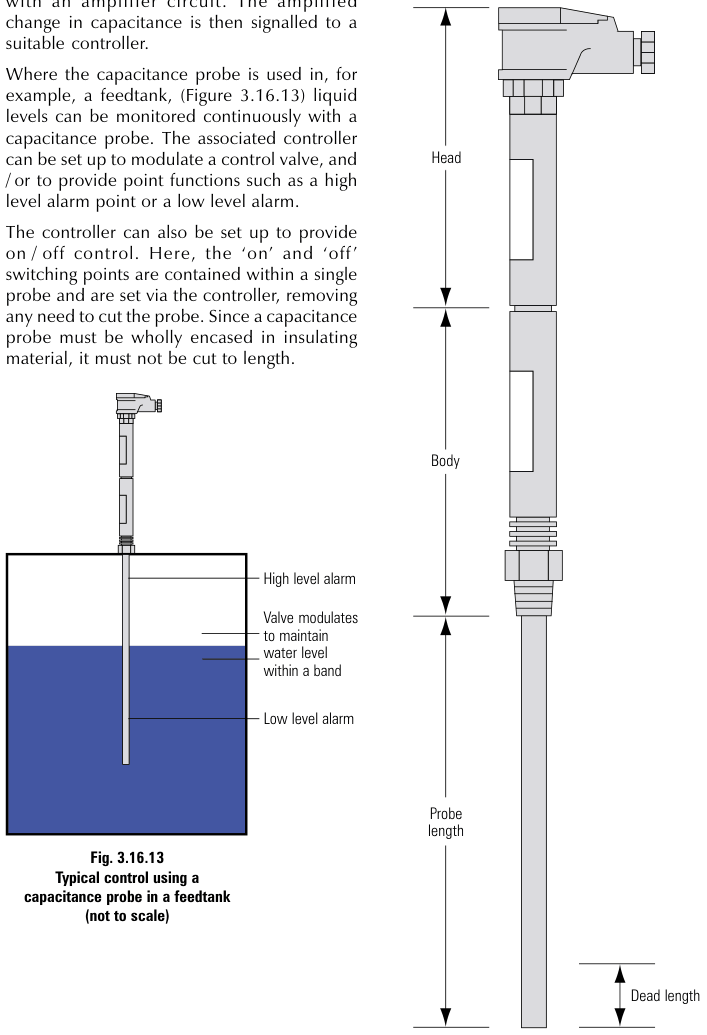 with an amplifier circuit. The amplified
change in capacitance is then signalled to a
suitable controller.
Where the capacitance probe is used in, for
example, a feedtank, (Figure 3.16.13) liquid
levels can be monitored continuously with a
capacitance probe. The associated controller
can be set up to modulate a control valve, and
/ or to provide point functions such as a high
level alarm point or a low level alarm.
The controller can also be set up to provide
on / off control. Here, the ‘on’ and ‘off’
switching points are contained within a single
probe and are set via the controller, removing
any need to cut the probe. Since a capacitance
probe must be wholly encased in insulating
material, it must not be cut to length.
High level alarm
Valve modulates
to maintain
water level
within a band
Low level alarm
Fig. 3.16.13
Typical control using a
capacitance probe in a feedtank
(not to scale)
Head
Body
Probe
length
Dead length